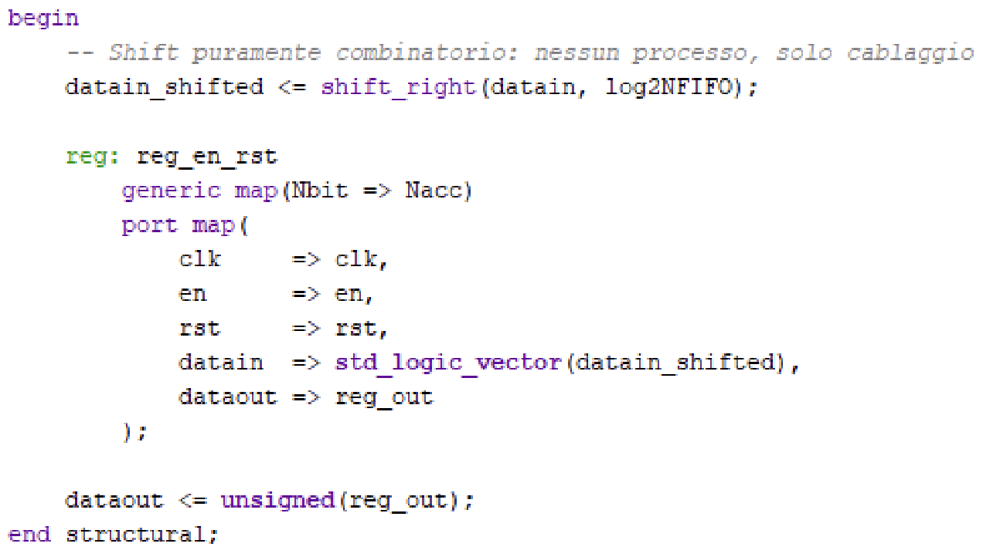 begin
    -- Shift puramente combinatorio: nessun processo, solo cablaggio
    datain_shifted <= shift_right(datain, log2NFIFO);

    reg: reg_en_rst
        generic map(Nbit => Nacc)
        port map(
            clk     => clk,
            en      => en,
            rst     => rst,
            datain  => std_logic_vector(datain_shifted),
            dataout => reg_out
        );

    dataout <= unsigned(reg_out);
end structural;